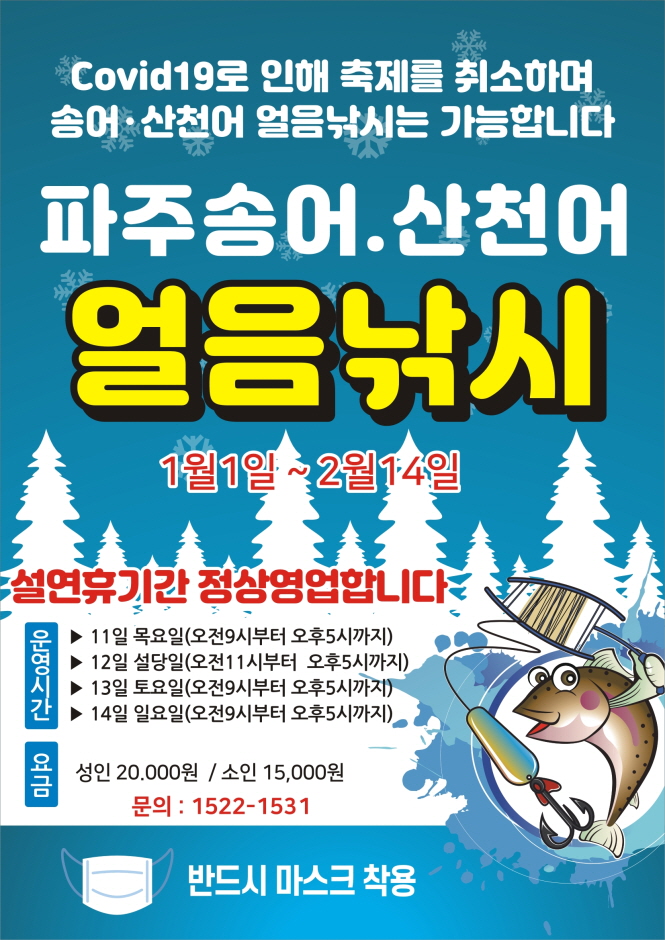 Covid19로 인해 축제를 취소하며
송어·산천어 얼음낚시는 가능합니다
파주송어.산천어
얼음낚시
1월1일 ~ 2월14일
설연휴기간 정상영업합니다
운영시간
▶ 11일 목요일(오전9시부터 오후5시까지)
▶ 12일 설당일(오전11시부터 오후5시까지)
▶ 13일 토요일(오전9시부터 오후5시까지)
▶ 14일 일요일(오전9시부터 오후5시까지)
요금
성인 20.000원 / 소인 15,000원
문의 : 1522-1531
반드시 마스크 착용